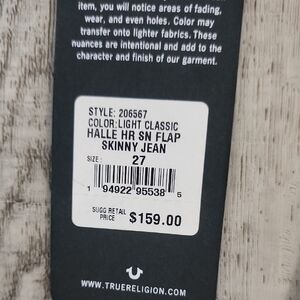 item, you will notice areas of fading,
wear, and even holes. Color may
transfer onto lighter fabrics. These
nuances are intentional and add to the
character and finish of our garment.
STYLE: 206567
COLOR:LIGHT CLASSIC
HALLE HR SN FLAP
SKINNY JEAN
SIZE: 27
1 94922 95538 5
SUGG RETAIL
PRICE $159.00
WWW.TRUERELIGION.COM